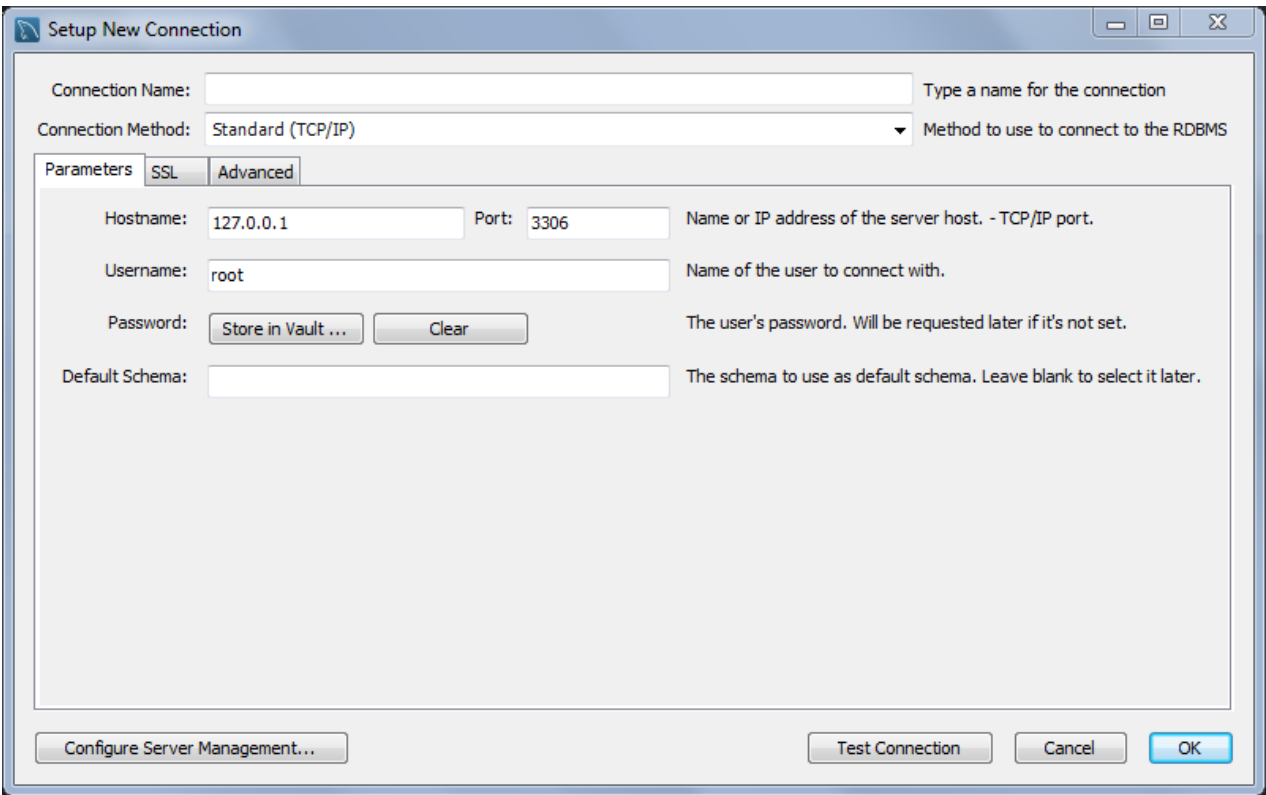 Setup New Connection
Connection Name: Type a name for the connection
Connection Method: Standard (TCP/IP) Method to use to connect to the RDBMS
Parameters SSL Advanced
Hostname: 127.0.0.1 Port: 3306 Name or IP address of the server host. - TCP/IP port.
Username: root Name of the user to connect with.
Password: Store in Vault ... Clear The user's password. Will be requested later if it's not set.
Default Schema: The schema to use as default schema. Leave blank to select it later.
Configure Server Management... Test Connection Cancel OK